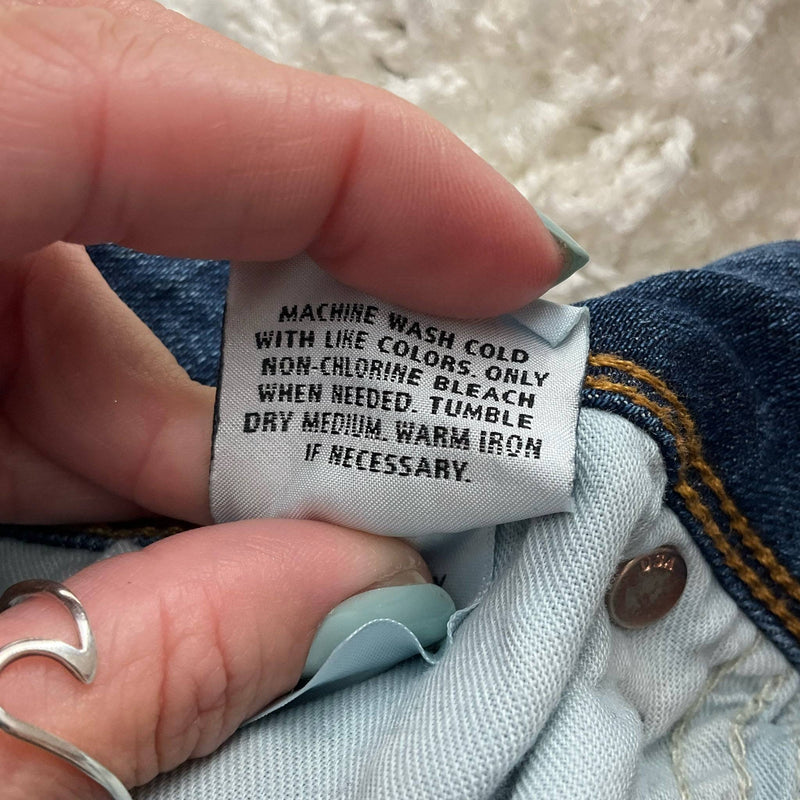 MACHINE WASH COLD
WITH LIKE COLORS. ONLY
NON-CHLORINE BLEACH
WHEN NEEDED. TUMBLE
DRY MEDIUM. WARM IRON
IF NECESSARY.
USA